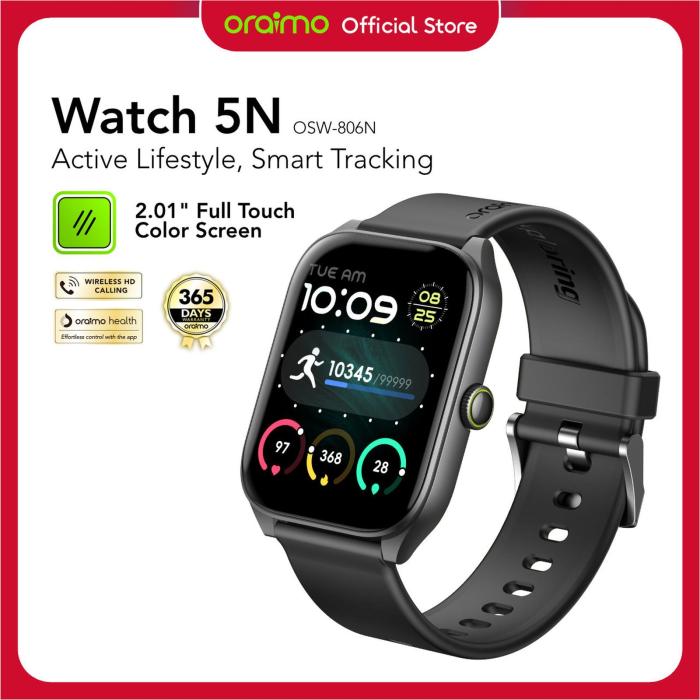 oraimo Official Store
Watch 5N OSW-806N
Active Lifestyle, Smart Tracking
2.01" Full Touch
Color Screen
WIRELESS HD
CALLING
oraimo health
Effortless control with the app
365
DAYS
WARRANTY
oraimo
TUE AM
10:09
08
25
10345/99999
97
368
28